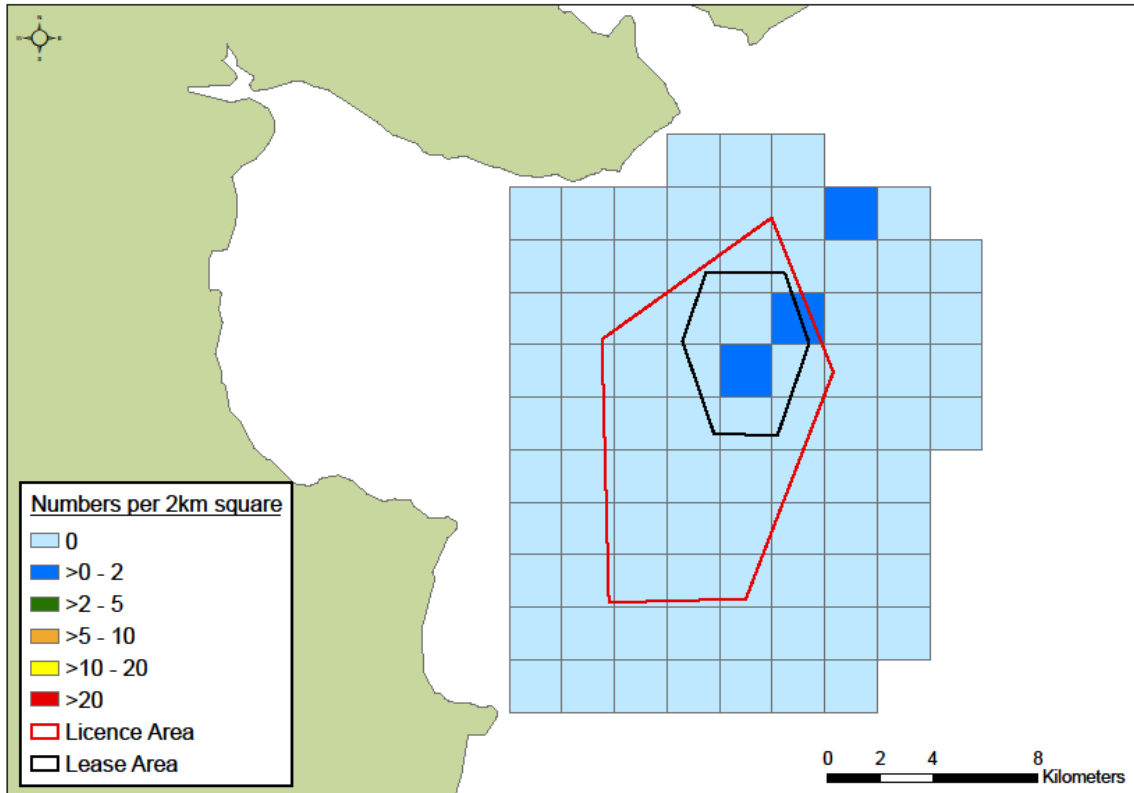 N
W E
S
Numbers per 2km square
0
>0 - 2
>2 - 5
>5 - 10
>10 - 20
>20
Licence Area
Lease Area
0 2 4 8
Kilometers